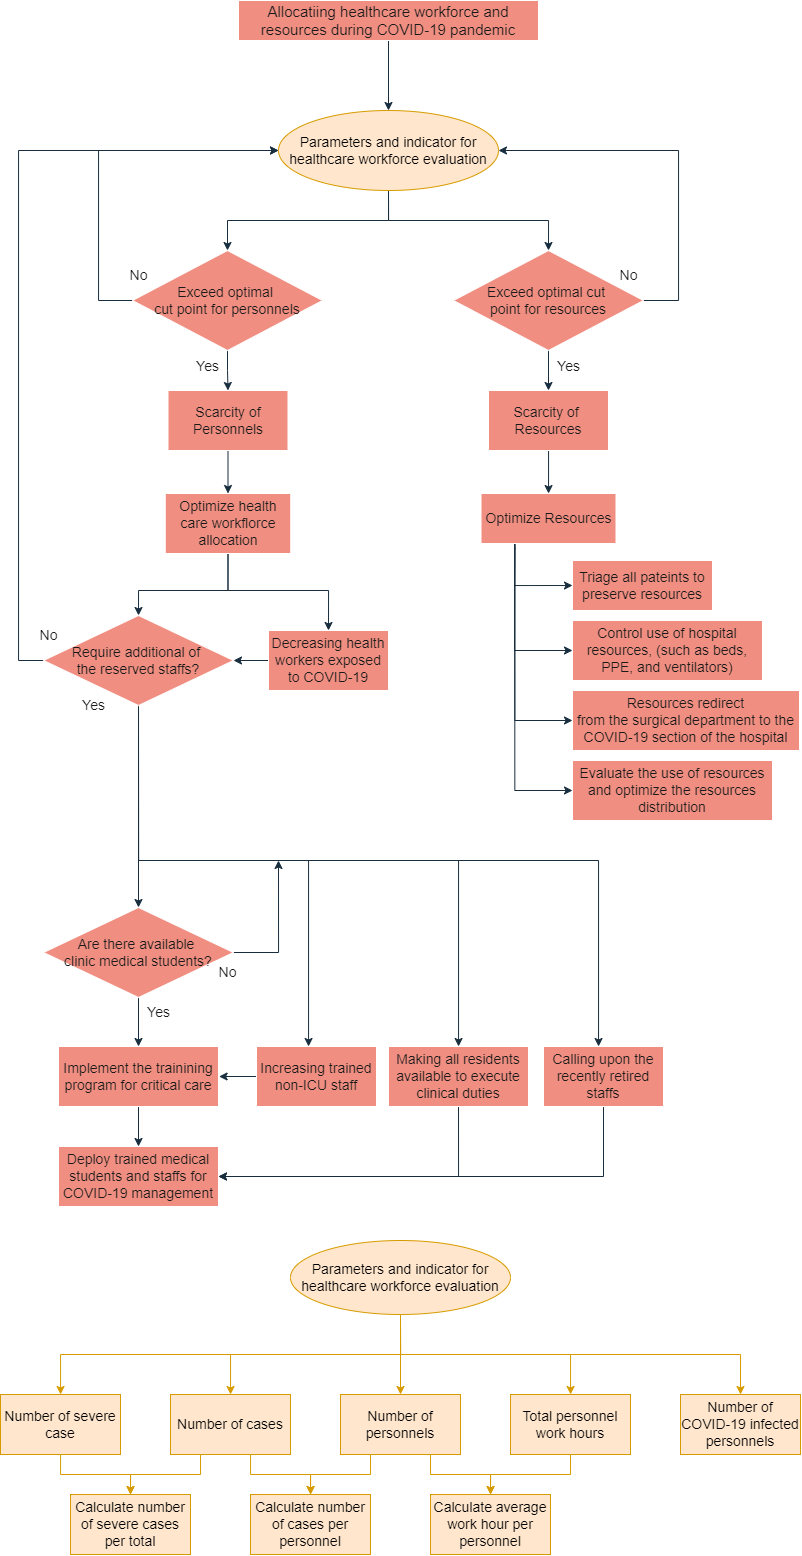 Allocatiing healthcare workforce and
resources during COVID-19 pandemic
Parameters and indicator for
healthcare workforce evaluation
No
Exceed optimal
cut point for personnels
Exceed optimal cut
point for resources
No
Yes
Yes
Scarcity of
Personnels
Scarcity of
Resources
Optimize health
care workflorce
allocation
Optimize Resources
Triage all pateints to
preserve resources
No
Require additional of
the reserved staffs?
Decreasing health
workers exposed
to COVID-19
Control use of hospital
resources, (such as beds,
PPE, and ventilators)
Yes
Resources redirect
from the surgical department to the
COVID-19 section of the hospital
Evaluate the use of resources
and optimize the resources
distribution
Are there available
clinic medical students?
No
Yes
Implement the trainining
program for critical care
Increasing trained
non-ICU staff
Making all residents
available to execute
clinical duties
Calling upon the
recently retired
staffs
Deploy trained medical
students and staffs for
COVID-19 management
Parameters and indicator for
healthcare workforce evaluation
Number of severe
case
Number of cases
Number of
personnels
Total personnel
work hours
Number of
COVID-19 infected
personnels
Calculate number
of severe cases
per total
Calculate number
of cases per
personnel
Calculate average
work hour per
personnel